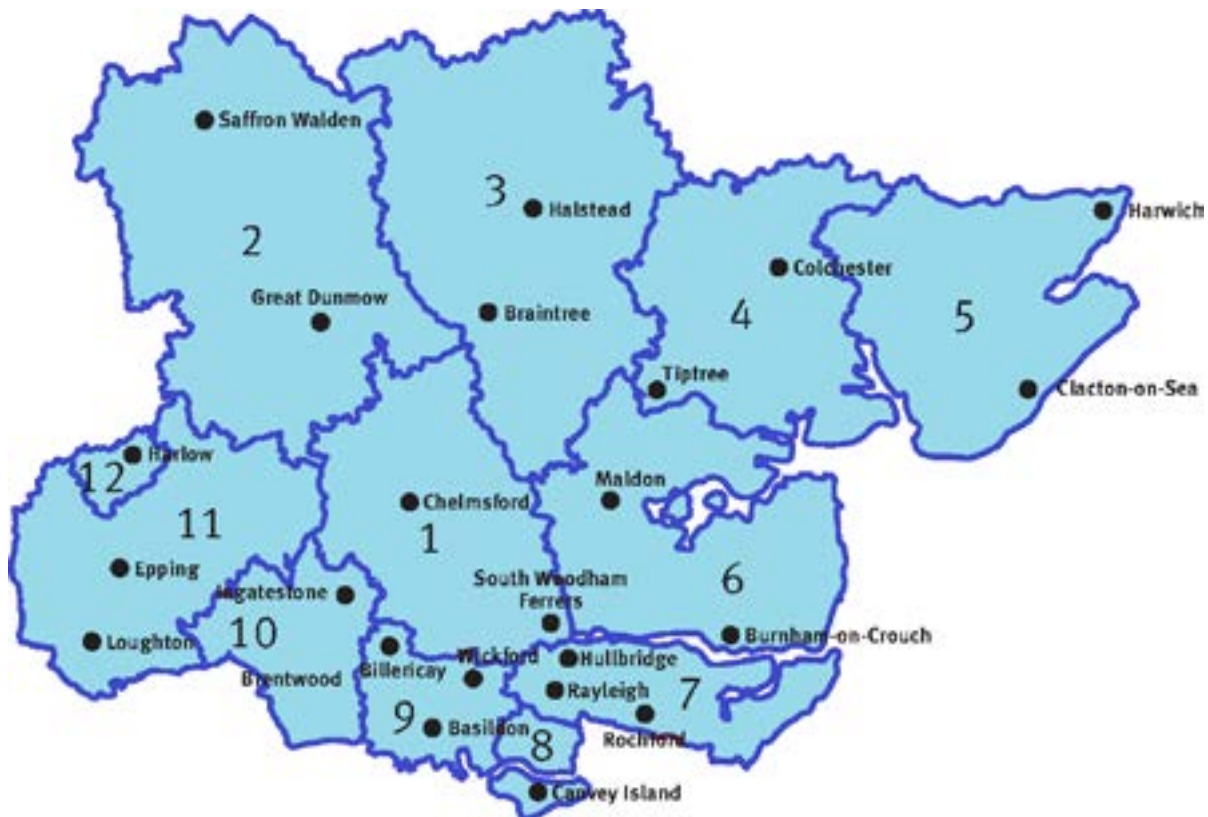 Saffron Walden
3
Halstead
Harwich
2
Colchester
Great Dunmow
Braintree
4
5
Tiptree
Clacton-on-Sea
Harlow
12
Maldon
Chelmsford
11
1
Epping
South Woodham
Ferrers
6
Ingatestone
10
Loughton
Burnham-on-Crouch
Billericay
Wickford
Hullbridge
Brentwood
Rayleigh
7
9
Basildon
8
Rochford
Canvey Island